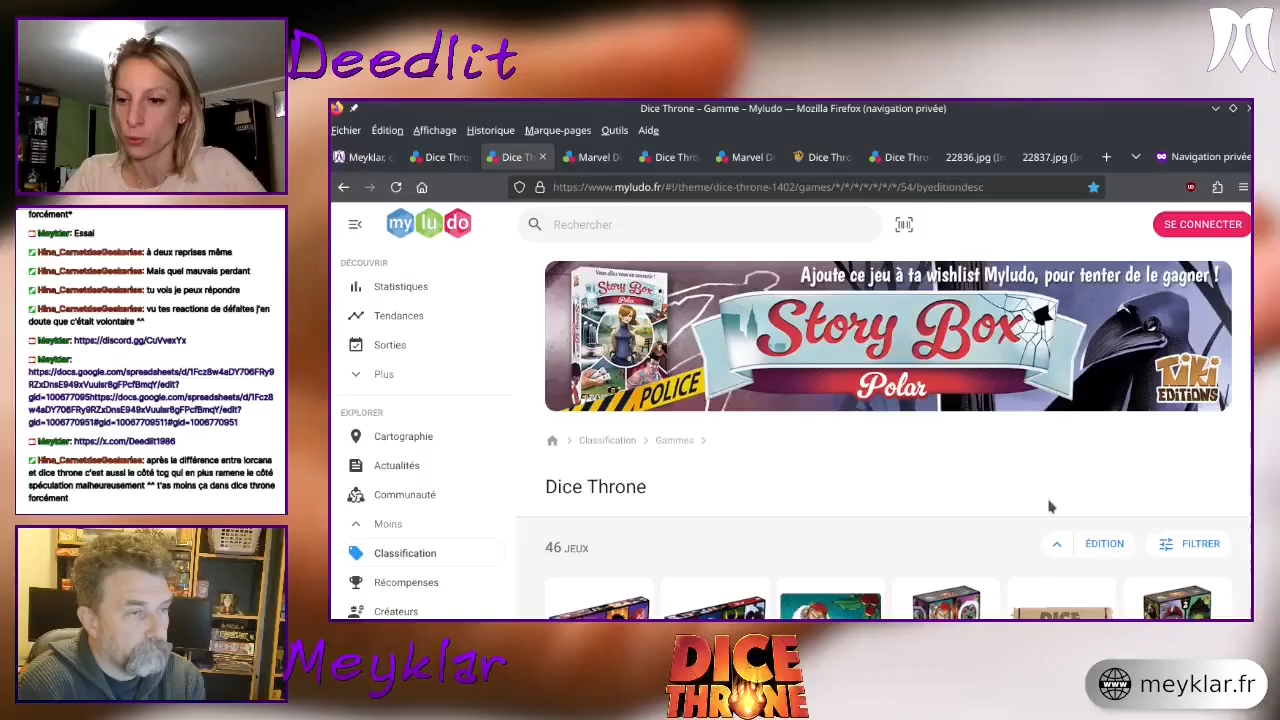 Deedlit
forcément*
Meyklar: Essai
Hina_CarnetdesGeekeries: à deux reprises même
Hina_CarnetdesGeekeries: Mais quel mauvais perdant
Hina_CarnetdesGeekeries: tu vois je peux répondre
Hina_CarnetdesGeekeries: vu tes reactions de défaites j'en
doute que c'était volontaire ^^
Meyklar: https://discord.gg/CuVvexYx
Meyklar:
Meyklar: https://x.com/Deedlit1986
Hina_CarnetdesGeekeries: après la différence entre lorcana
et dice throne c'est aussi le côté tcg qui en plus ramene le côté
spéculation malheureusement ^^ t'as moins ça dans dice throne
forcément
Meyklar
Dice Throne – Gamme – Myludo — Mozilla Firefox (navigation privée)
Fichier Édition Affichage Historique Marque-pages Outils Aide
Meyklar, Dice Thro Dice Th Marvel D Dice Thro Marvel D Dice Thro Dice Thro 22836.jpg (In 22837.jpg (In Navigation privée
https://www.myludo.fr/#!/theme/dice-throne-1402/games/*/*/*/*/*/*/*/54/byeditiondesc
my lu do
Rechercher
SE CONNECTER
DÉCOUVRIR
Statistiques
Tendances
Sorties
Plus
EXPLORER
Cartographie
Actualités
Communauté
Moins
Classification
Récompenses
Créateurs
Ajoute ce jeu à ta wishlist Myludo, pour tenter de le gagner !
Story Box
Polar
POLICE
Story Box
Polar
Tiki
EDITIONS
Classification > Gammes >
Dice Throne
46 JEUX
ÉDITION
FILTRER
DICE
DICE
THRONE
www
meyklar.fr